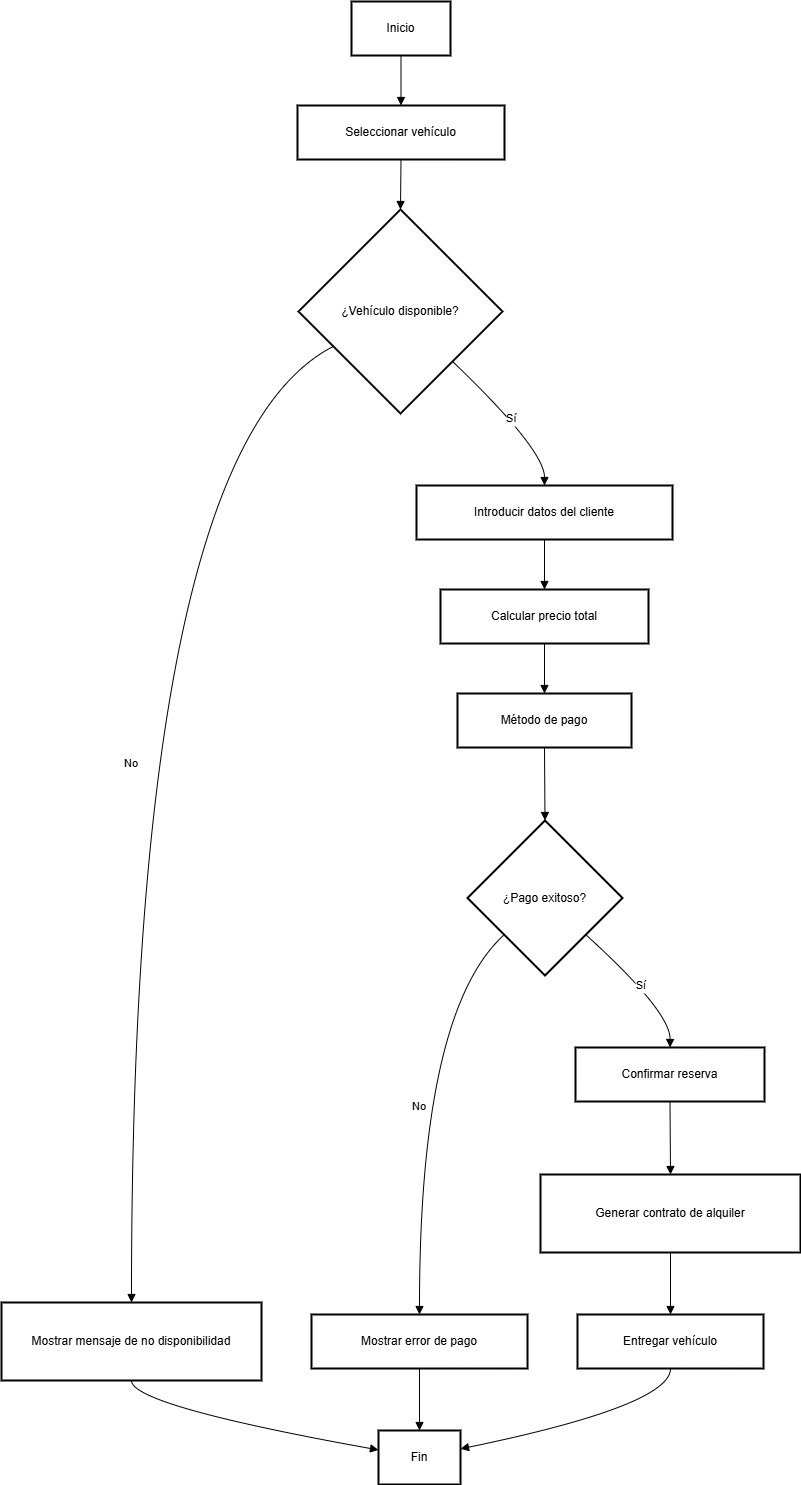 Inicio
Seleccionar vehículo
¿Vehículo disponible?
Sí
Introducir datos del cliente
Calcular precio total
Método de pago
No
¿Pago exitoso?
Sí
Confirmar reserva
No
Generar contrato de alquiler
Mostrar mensaje de no disponibilidad
Mostrar error de pago
Entregar vehículo
Fin